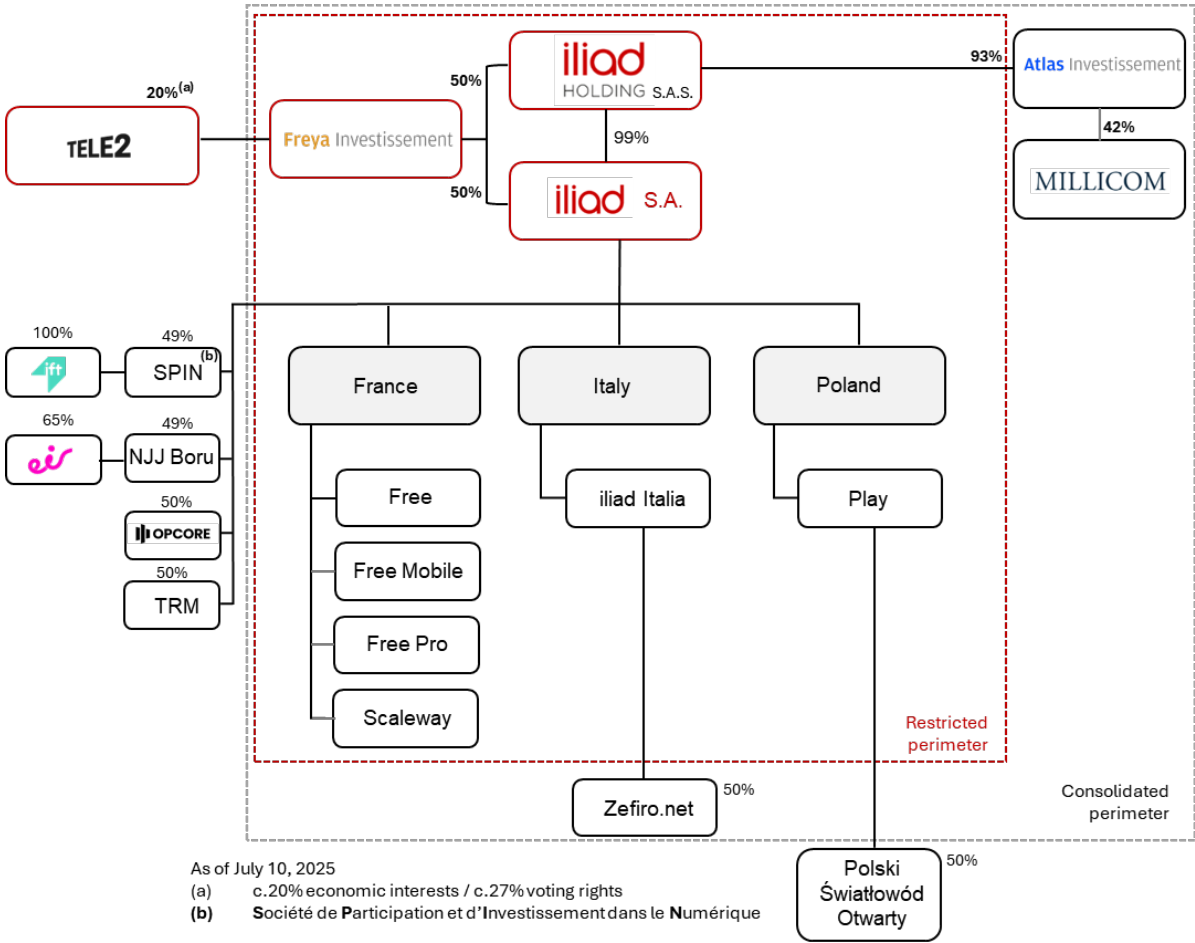 iliad
HOLDING S.A.S.
93%
Atlas Investissement
20%(a)
50%
TELE2
Freya Investissement
99%
42%
50%
iliad S.A.
MILLICOM
100%
49%
ift
SPIN(b)
France
Italy
Poland
65%
49%
eir
NJJ Boru
Free
iliad Italia
Play
50%
OPCORE
Free Mobile
50%
TRM
Free Pro
Scaleway
Restricted
perimeter
Zefiro.net
50%
Consolidated
perimeter
Polski
Światłowód
Otwarty
50%
As of July 10, 2025
(a) c.20% economic interests / c.27% voting rights
(b) Société de Participation et d’Investissement dans le Numérique